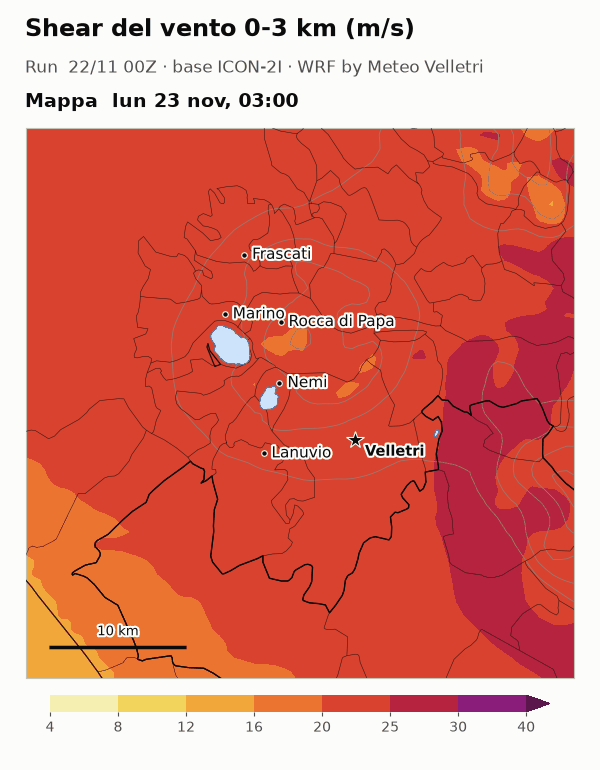 Shear del vento 0-3 km (m/s)
Run  22/11 00Z · base ICON-2I · WRF by Meteo Velletri
Mappa  lun 23 nov, 03:00
Frascati
Marino
Rocca di Papa
Nemi
Velletri
Lanuvio
10 km
4 8 12 16 20 25 30 40